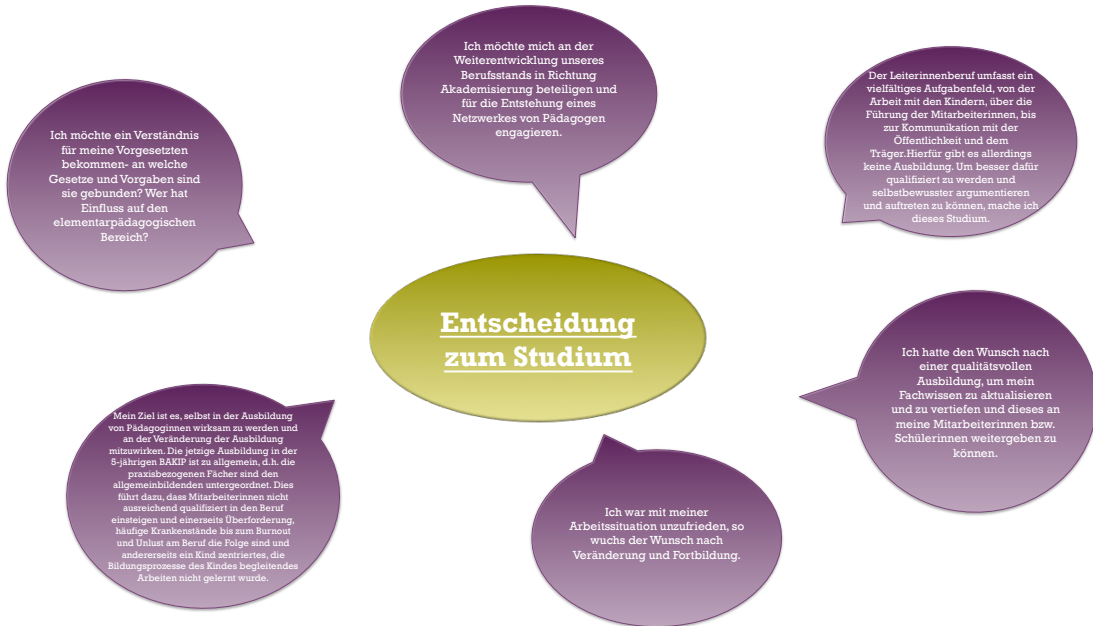 Ich möchte mich an der
Weiterentwicklung unseres
Berufsstands in Richtung
Akademisierung beteiligen und
für die Entstehung eines
Netzwerkes von Pädagogen
engagieren.
Ich möchte ein Verständnis
für meine Vorgesetzten
bekommen- an welche
Gesetze und Vorgaben sind
sie gebunden? Wer hat
Einfluss auf den
elementarpädagogischen
Bereich?
Der Leiterinnenberuf umfasst ein
vielfältiges Aufgabenfeld, von der
Arbeit mit den Kindern, über die
Führung der Mitarbeiterinnen, bis
zur Kommunikation mit der
Öffentlichkeit und dem
Träger.Hierfür gibt es allerdings
keine Ausbildung. Um besser dafür
qualifiziert zu werden und
selbstbewusster argumentieren
und auftreten zu können, mache ich
dieses Studium.
Entscheidung
zum Studium
Ich hatte den Wunsch nach
einer qualitätsvollen
Ausbildung, um mein
Fachwissen zu aktualisieren
und zu vertiefen und dieses an
meine Mitarbeiterinnen bzw.
Schülerinnen weitergeben zu
können.
Mein Ziel ist es, selbst in der Ausbildung
von Pädagoginnen wirksam zu werden und
an der Veränderung der Ausbildung
mitzuwirken. Die jetzige Ausbildung in der
5-jährigen BAKIP ist zu allgemein, d.h. die
praxisbezogenen Fächer sind den
allgemeinbildenden untergeordnet. Dies
führt dazu, dass Mitarbeiterinnen nicht
ausreichend qualifiziert in den Beruf
einsteigen und einerseits Überforderung,
häufige Krankenstände bis zum Burnout
und Unlust am Beruf die Folge sind und
andererseits ein Kind zentriertes, die
Bildungsprozesse des Kindes begleitendes
Arbeiten nicht gelernt wurde.
Ich war mit meiner
Arbeitssituation unzufrieden, so
wuchs der Wunsch nach
Veränderung und Fortbildung.